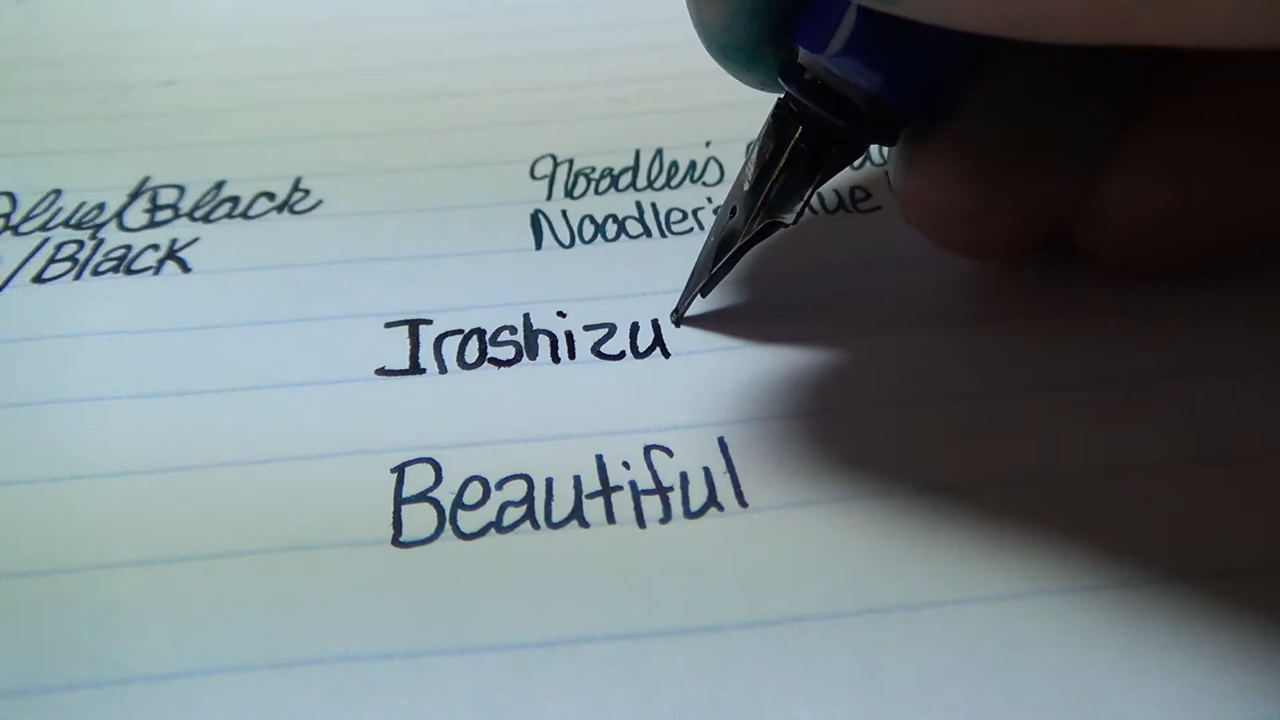 Blue/Black
/Black
Noodler's
Noodler's
Iroshizu
Beautiful